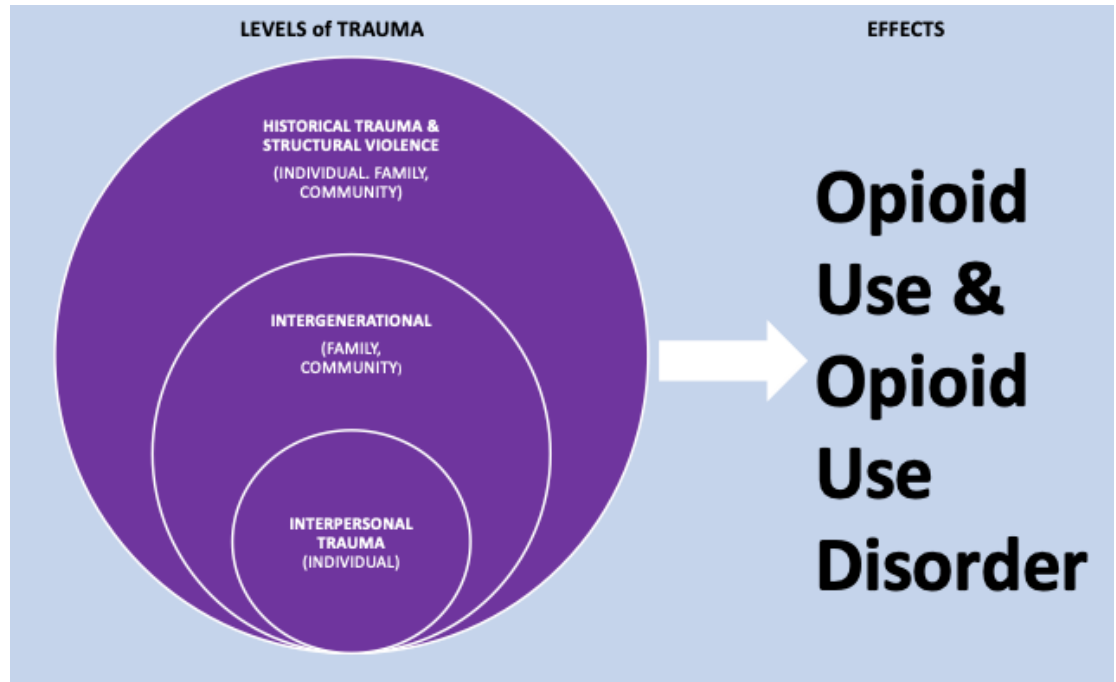 LEVELS of TRAUMA
EFFECTS
HISTORICAL TRAUMA &
STRUCTURAL VIOLENCE
(INDIVIDUAL. FAMILY,
COMMUNITY)
INTERGENERATIONAL
(FAMILY,
COMMUNITY)
INTERPERSONAL
TRAUMA
(INDIVIDUAL)
Opioid
Use &
Opioid
Use
Disorder